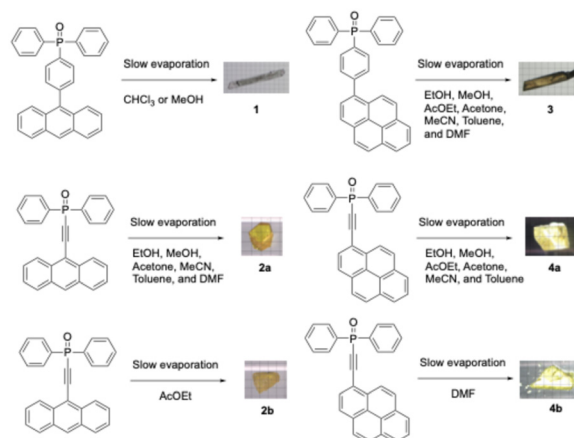 O
P
Slow evaporation
CHCl3 or MeOH
1
O
P
Slow evaporation
EtOH, MeOH,
AcOEt, Acetone,
MeCN, Toluene,
and DMF
3
O
P
Slow evaporation
EtOH, MeOH,
Acetone, MeCN,
Toluene, and DMF
2a
O
P
Slow evaporation
EtOH, MeOH,
AcOEt, Acetone,
MeCN, and Toluene
4a
O
P
Slow evaporation
AcOEt
2b
O
P
Slow evaporation
DMF
4b